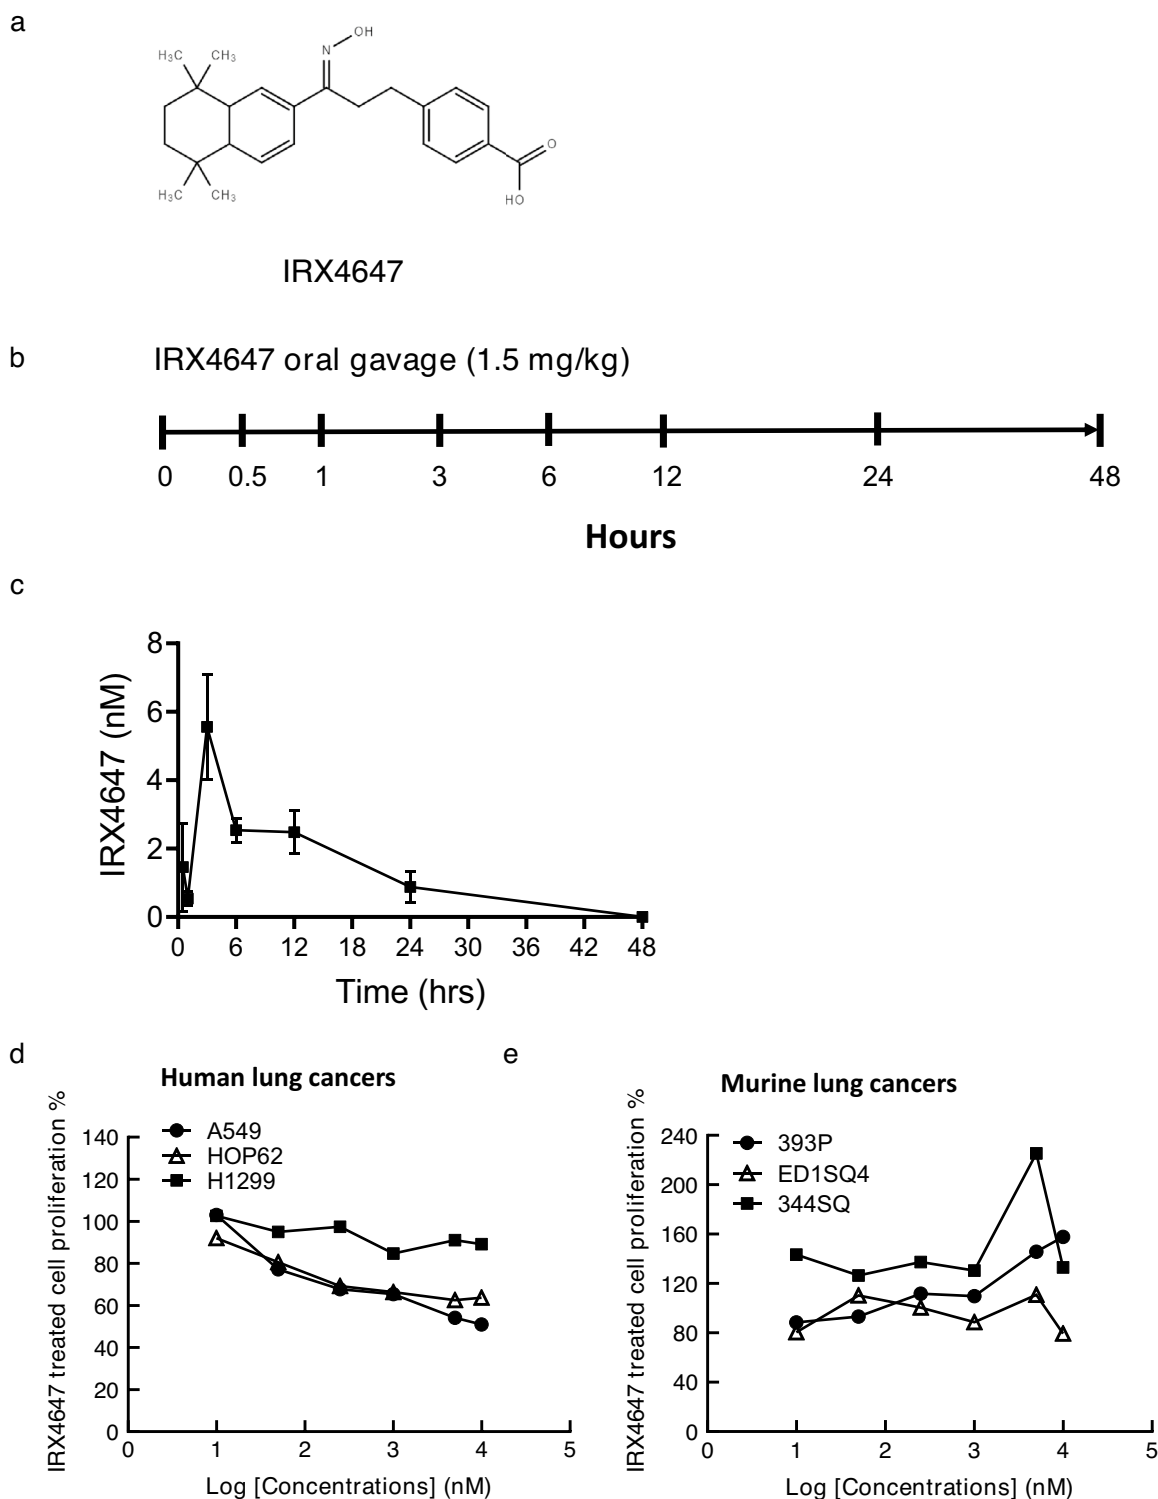 a
OH
N
H₃C CH₃
O
H₃C CH₃
HO
IRX4647
b
IRX4647 oral gavage (1.5 mg/kg)
0 0.5 1 3 6 12 24 48
Hours
c
8
6
4
2
0
IRX4647 (nM)
0 6 12 18 24 30 36 42 48
Time (hrs)
d
Human lung cancers
A549
HOP62
H1299
IRX4647 treated cell proliferation %
140
120
100
80
60
40
20
0
0 1 2 3 4 5
Log [Concentrations] (nM)
e
Murine lung cancers
393P
ED1SQ4
344SQ
IRX4647 treated cell proliferation %
240
200
160
120
80
40
0
0 1 2 3 4 5
Log [Concentrations] (nM)